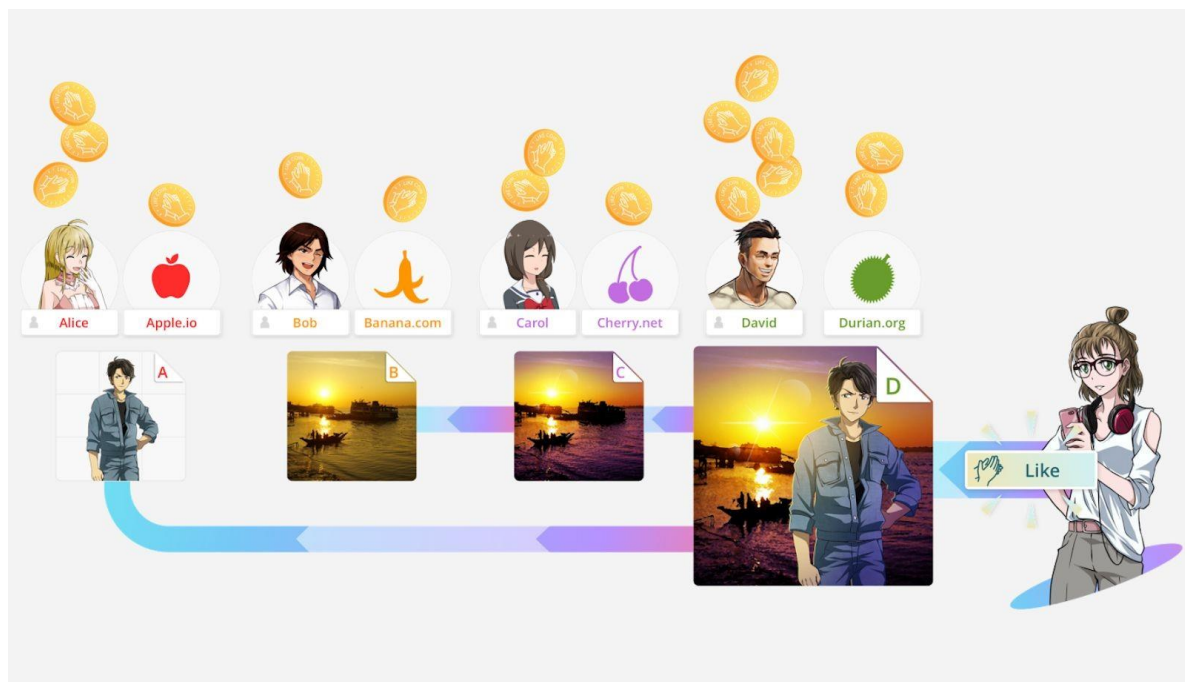 Alice
Apple.io
Bob
Banana.com
Carol
Cherry.net
David
Durian.org
A
B
C
D
Like